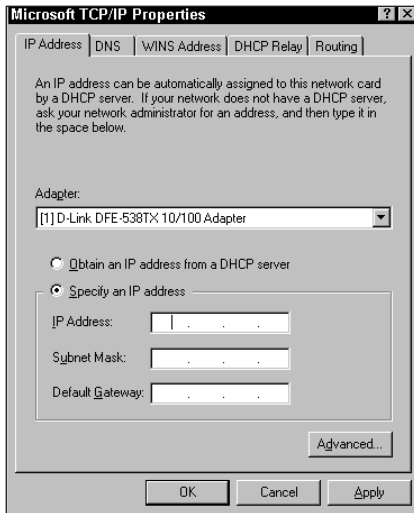 Microsoft TCP/IP Properties
IP Address DNS WINS Address DHCP Relay Routing
An IP address can be automatically assigned to this network card
by a DHCP server. If your network does not have a DHCP server,
ask your network administrator for an address, and then type it in
the space below.
Adapter:
[1] D-Link DFE-538TX 10/100 Adapter
Obtain an IP address from a DHCP server
Specify an IP address
IP Address:
Subnet Mask:
Default Gateway:
Advanced...
OK Cancel Apply